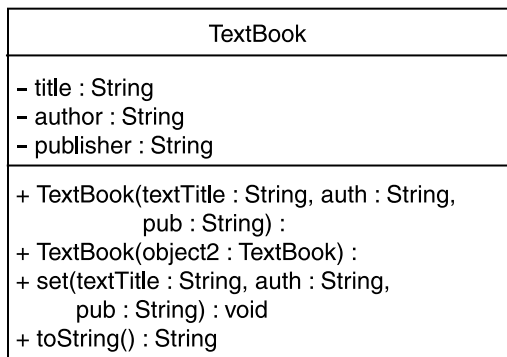 TextBook
– title : String
– author : String
– publisher : String
+ TextBook(textTitle : String, auth : String,
pub : String) :
+ TextBook(object2 : TextBook) :
+ set(textTitle : String, auth : String,
pub : String) : void
+ toString() : String